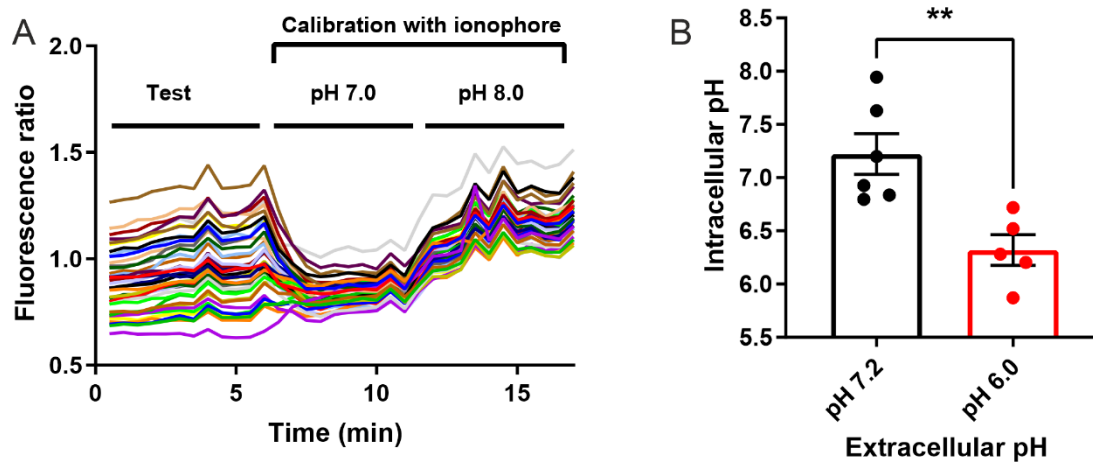 A
Calibration with ionophore
Test
pH 7.0
pH 8.0
Fluorescence ratio
2.0
1.5
1.0
0.5
0
5
10
15
Time (min)
B
**
Intracellular pH
8.5
8.0
7.5
7.0
6.5
6.0
5.5
pH 7.2
pH 6.0
Extracellular pH